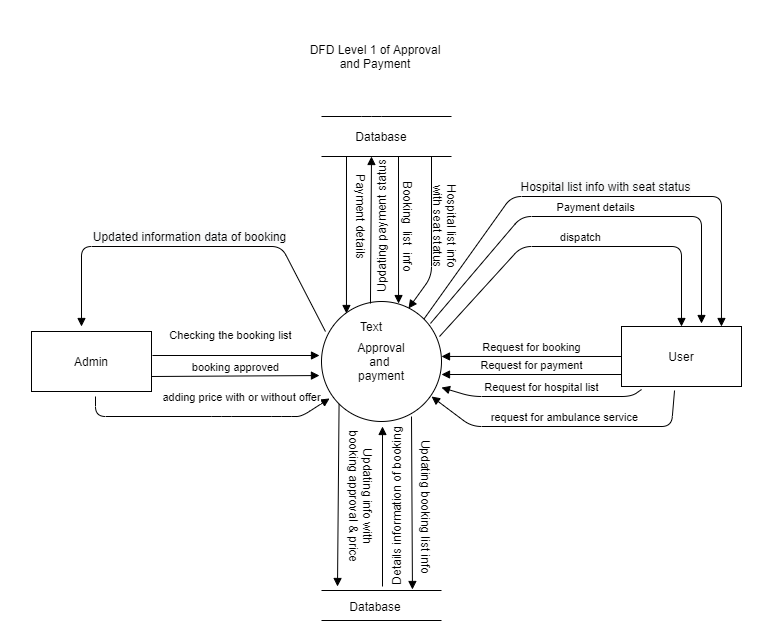 DFD Level 1 of Approval
and Payment
Database
Payment details
Updating payment status
Booking list info
Hospital list info
with seat status
Hospital list info with seat status
Payment details
dispatch
Updated information data of booking
Text
Approval
and
payment
Admin
Checking the booking list
booking approved
adding price with or without offer
User
Request for booking
Request for payment
Request for hospital list
request for ambulance service
Updating info with
booking approval & price
Details information of booking
Updating booking list info
Database